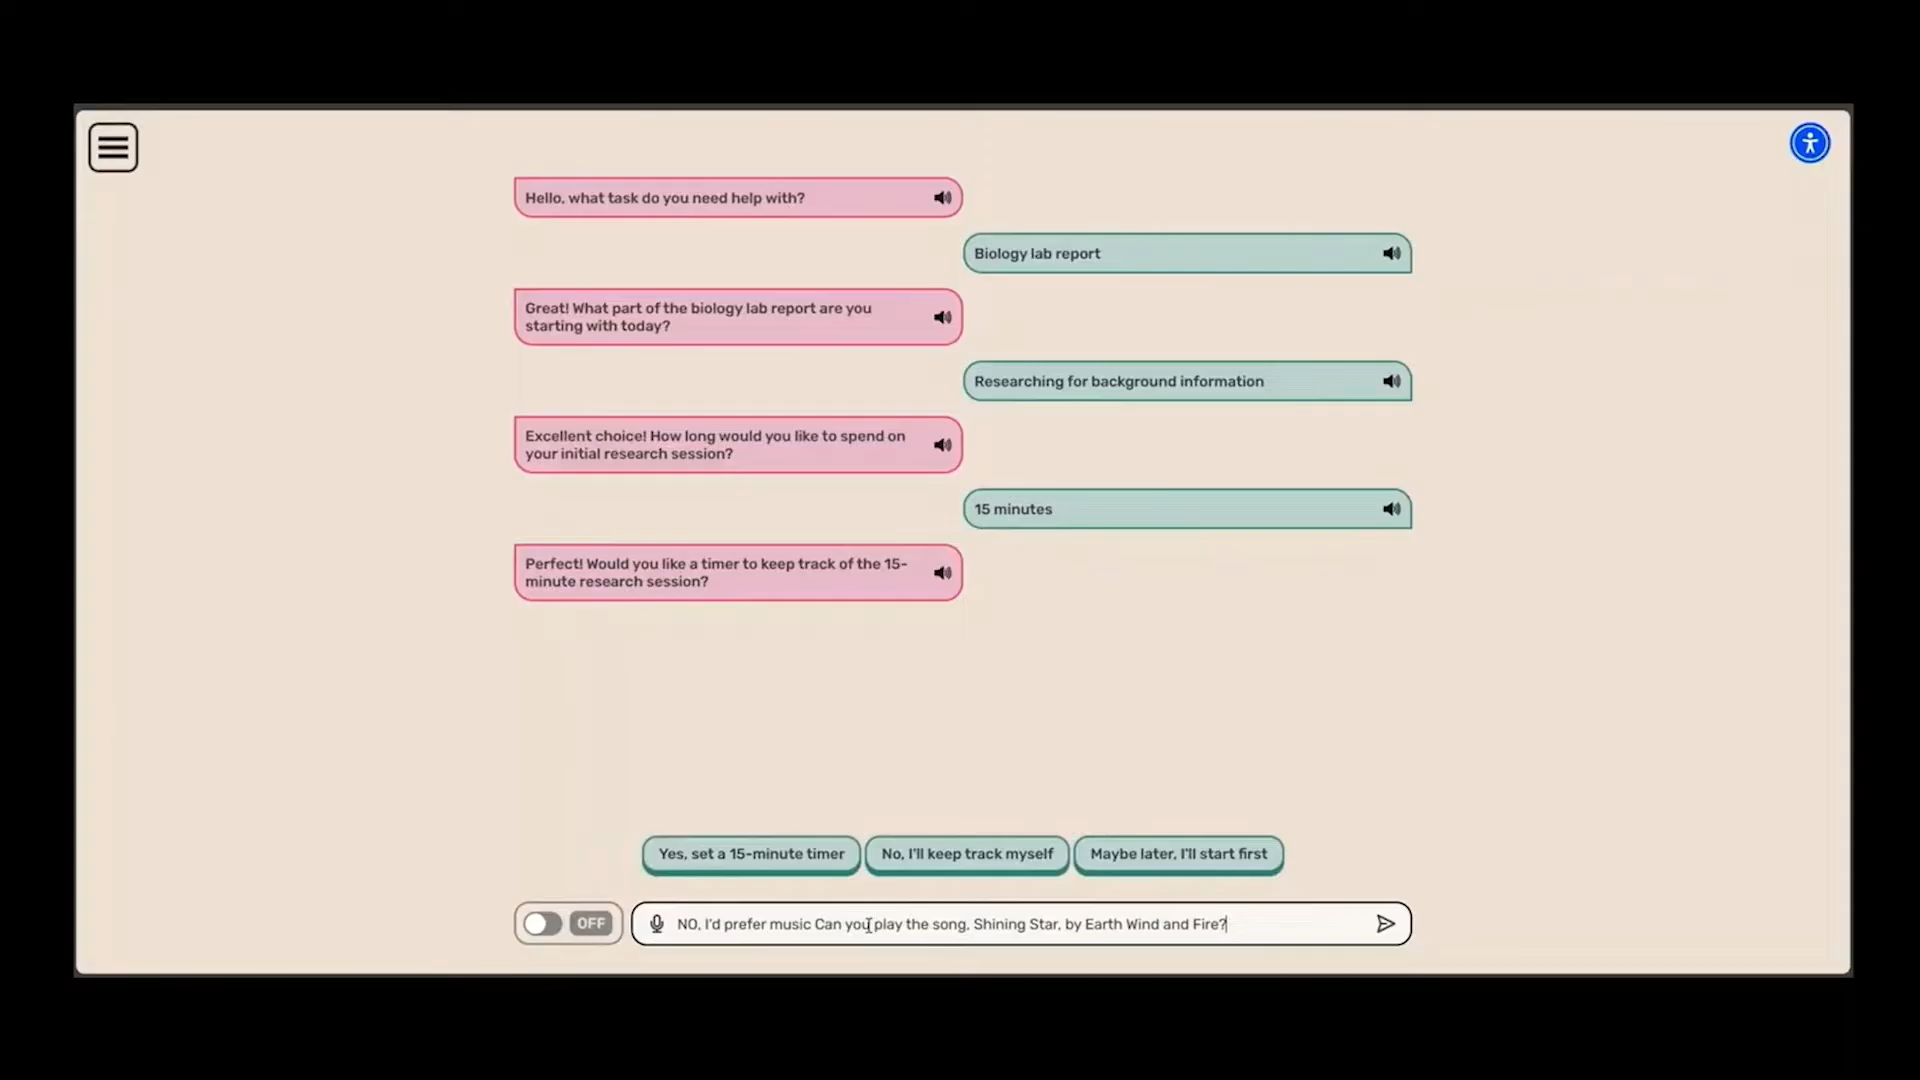 Hello, what task do you need help with?
Biology lab report
Great! What part of the biology lab report are you
starting with today?
Researching for background information
Excellent choice! How long would you like to spend on
your initial research session?
15 minutes
Perfect! Would you like a timer to keep track of the 15-
minute research session?
Yes, set a 15-minute timer
No, I'll keep track myself
Maybe later, I'll start first
OFF
NO, I'd prefer music Can you play the song, Shining Star, by Earth Wind and Fire?